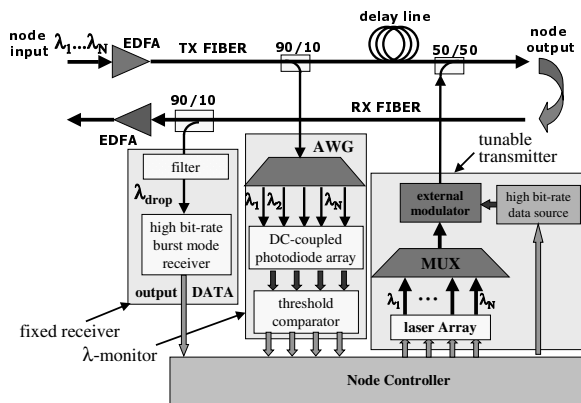 node
input
λ1...λN
EDFA
TX FIBER
90/10
delay line
50/50
node
output
90/10
RX FIBER
EDFA
AWG
tunable
transmitter
filter
λdrop
high bit-rate
burst mode
receiver
output DATA
λ1 λ2 λN
DC-coupled
photodiode array
threshold
comparator
external
modulator
high bit-rate
data source
MUX
λ1 ... λN
laser Array
fixed receiver
λ-monitor
Node Controller